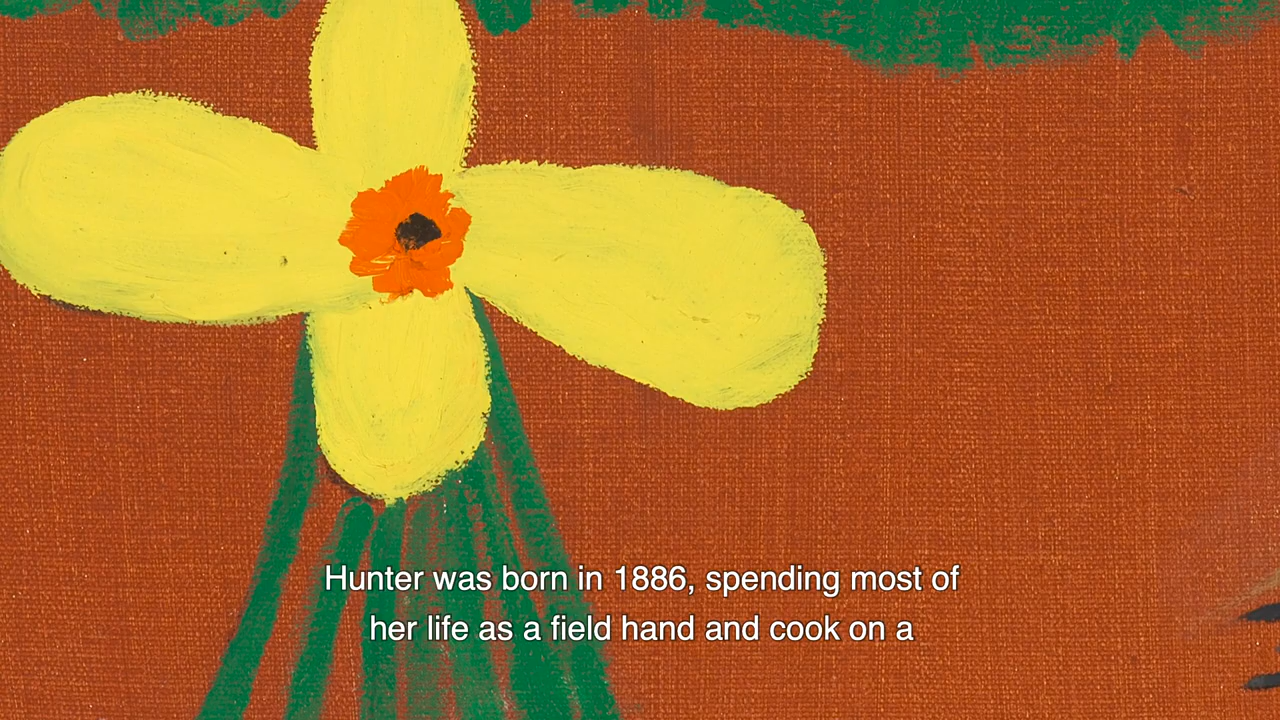 Hunter was born in 1886, spending most of
her life as a field hand and cook on a